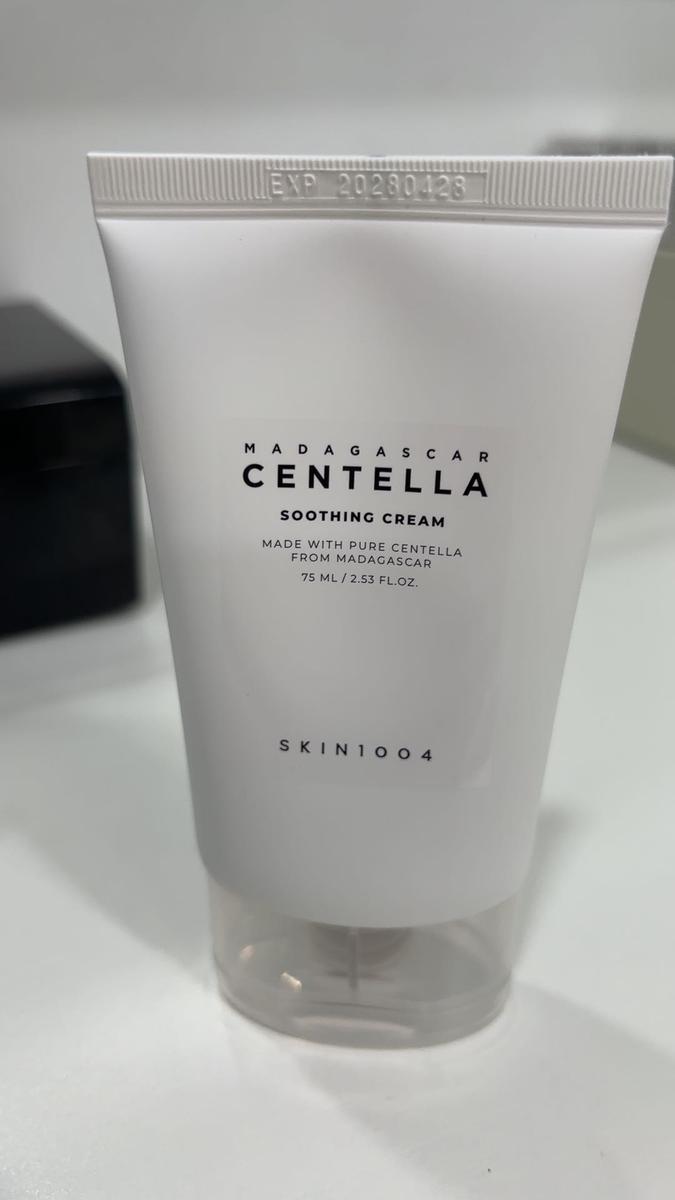 EXP 20280428
MADAGASCAR
CENTELLA
SOOTHING CREAM
MADE WITH PURE CENTELLA
FROM MADAGASCAR
75 ML / 2.53 FL.OZ.
SKIN1004